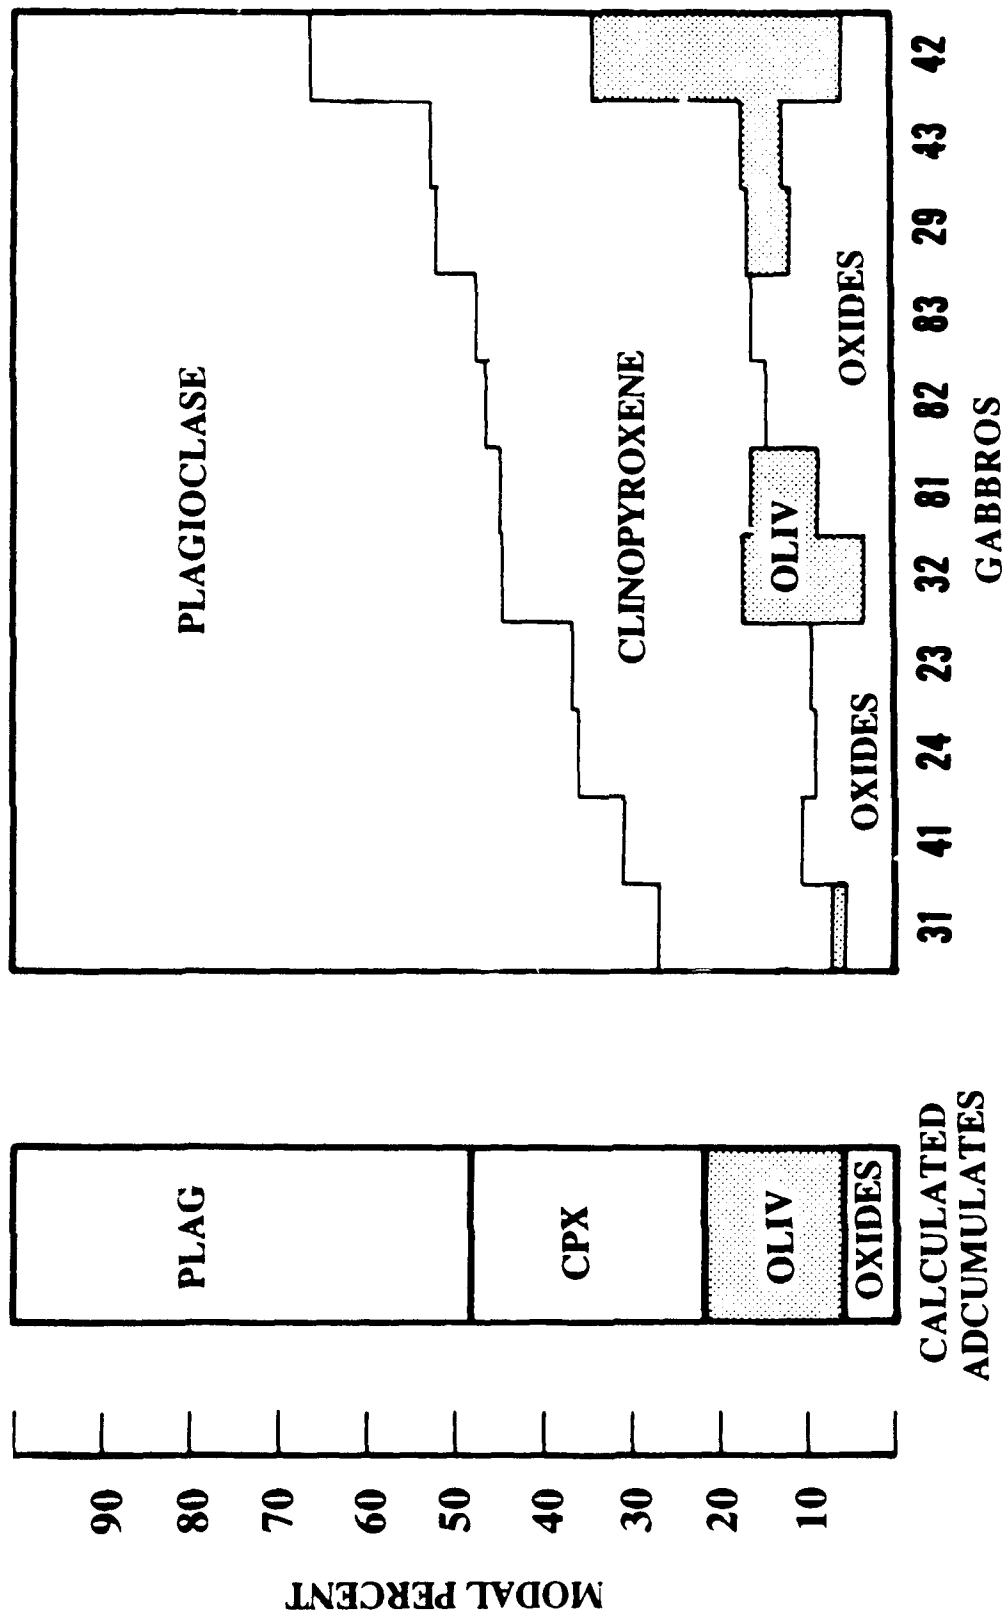 MODAL PERCENT
90
80
70
60
50
40
30
20
10
PLAG
CPX
OLIV
OXIDES
CALCULATED
ADCUMULATES
PLAGIOCLASE
CLINOPYROXENE
OLIV
OXIDES
OXIDES
31 41 24 23 32 81 82 83 29 43 42
GABBROS